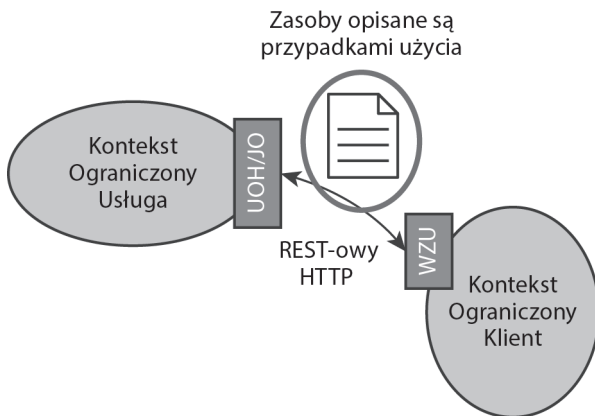 Zasoby opisane są
przypadkami użycia
Kontekst
Ograniczony
Usługa
UOH/JO
REST-owy
HTTP
WZU
Kontekst
Ograniczony
Klient